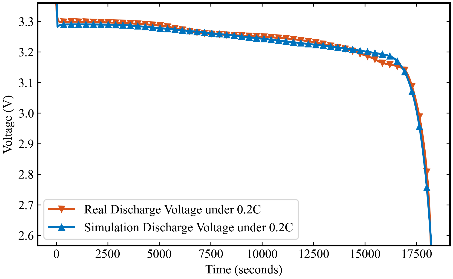 3.3
3.2
3.1
3.0
2.9
2.8
2.7
2.6
Voltage (V)
Real Discharge Voltage under 0.2C
Simulation Discharge Voltage under 0.2C
0 2500 5000 7500 10000 12500 15000 17500
Time (seconds)